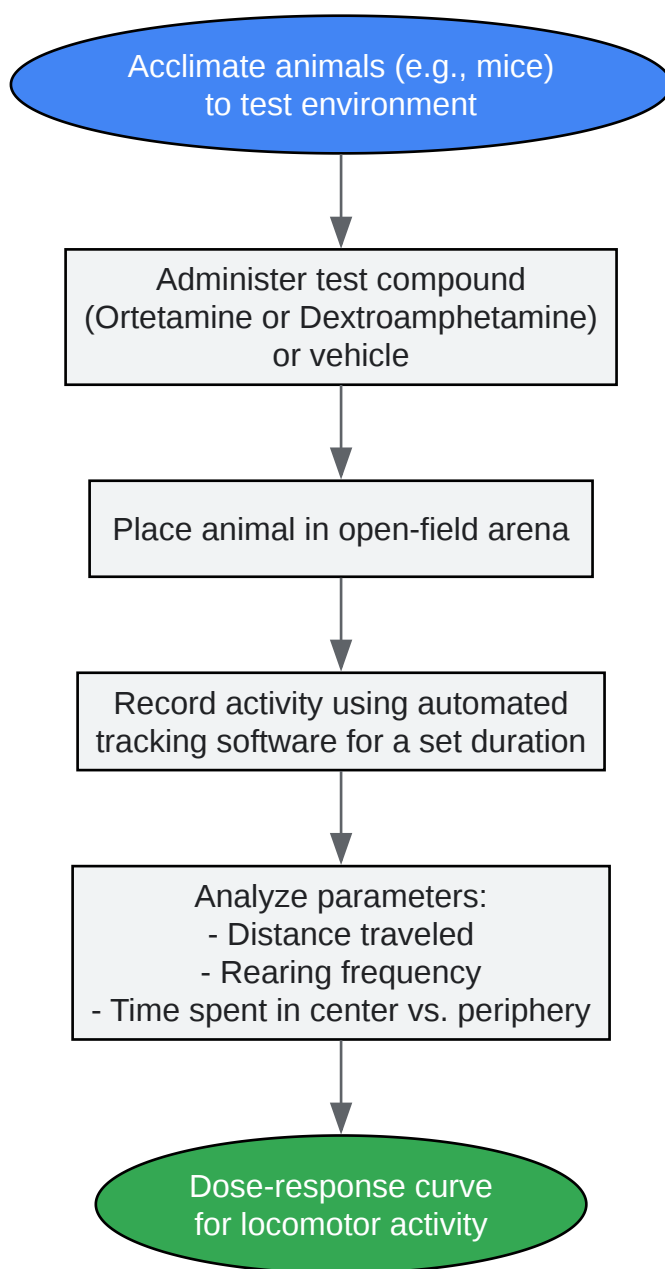 Acclimate animals (e.g., mice)
to test environment
Administer test compound
(Ortetamine or Dextroamphetamine)
or vehicle
Place animal in open-field arena
Record activity using automated
tracking software for a set duration
Analyze parameters:
- Distance traveled
- Rearing frequency
- Time spent in center vs. periphery
Dose-response curve
for locomotor activity